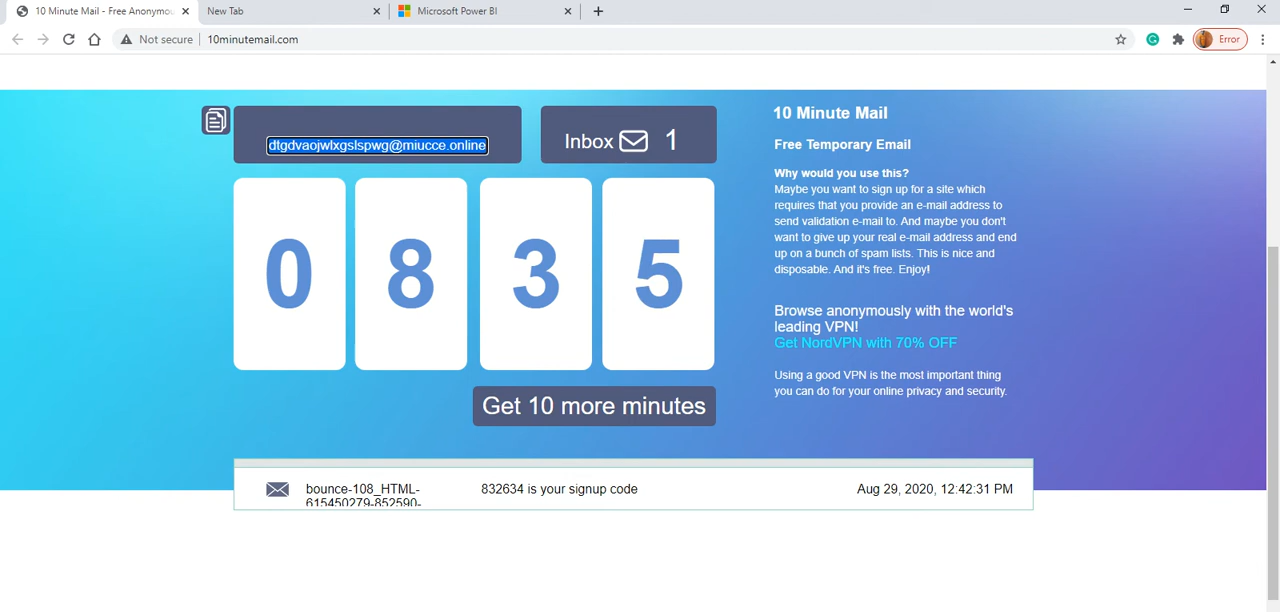 10 Minute Mail - Free Anonymou
New Tab
Microsoft Power BI
Not secure
10minutemail.com
Error
dtgdvaojwlxgslspwg@miucce.online
Inbox 1
0 8 3 5
Get 10 more minutes
10 Minute Mail
Free Temporary Email
Why would you use this?
Maybe you want to sign up for a site which
requires that you provide an e-mail address to
send validation e-mail to. And maybe you don't
want to give up your real e-mail address and end
up on a bunch of spam lists. This is nice and
disposable. And it's free. Enjoy!
Browse anonymously with the world's
leading VPN!
Get NordVPN with 70% OFF
Using a good VPN is the most important thing
you can do for your online privacy and security.
bounce-108_HTML-
615450279-852590-
832634 is your signup code
Aug 29, 2020, 12:42:31 PM